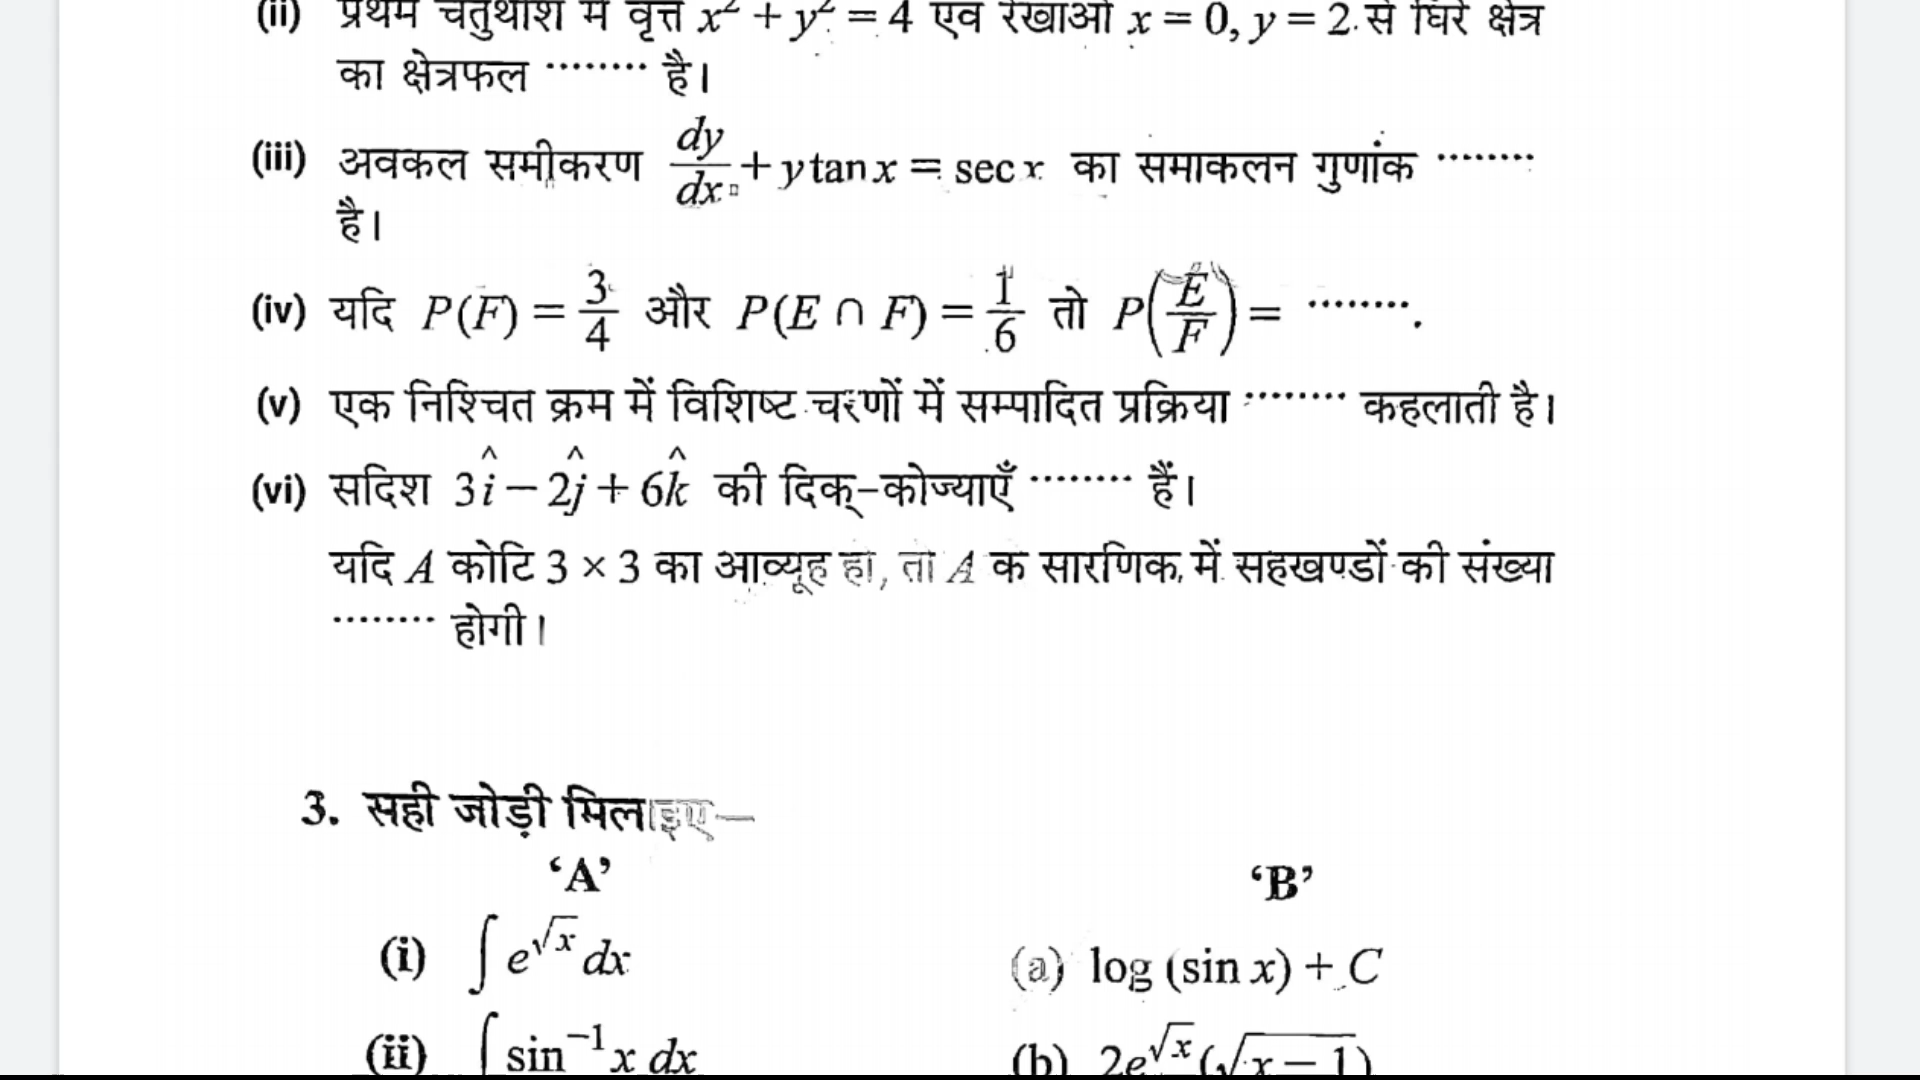 (ii) प्रथम चतुर्थांश में वृत्त x² + y² = 4 एवं रेखाओं x = 0, y = 2 से घिरे क्षेत्र
का क्षेत्रफल ········ है।
(iii) अवकल समीकरण dy/dx + y tan x = sec x का समाकलन गुणांक ········
है।
(iv) यदि P(F) = 3/4 और P(E ∩ F) = 1/6 तो P(E/F) = ········.
(v) एक निश्चित क्रम में विशिष्ट चरणों में सम्पादित प्रक्रिया ········ कहलाती है।
(vi) सदिश 3î − 2ĵ + 6k̂ की दिक्-कोज्याएँ ········ हैं।
यदि A कोटि 3 × 3 का आव्यूह हो, तो A क सारणिक में सहखण्डों की संख्या
········ होगी।
3. सही जोड़ी मिलाइए—
‘A’ ‘B’
(i) ∫ e^√x dx (a) log (sin x) + C
(ii) ∫ sin⁻¹ x dx (b) 2e^√x (√x − 1)